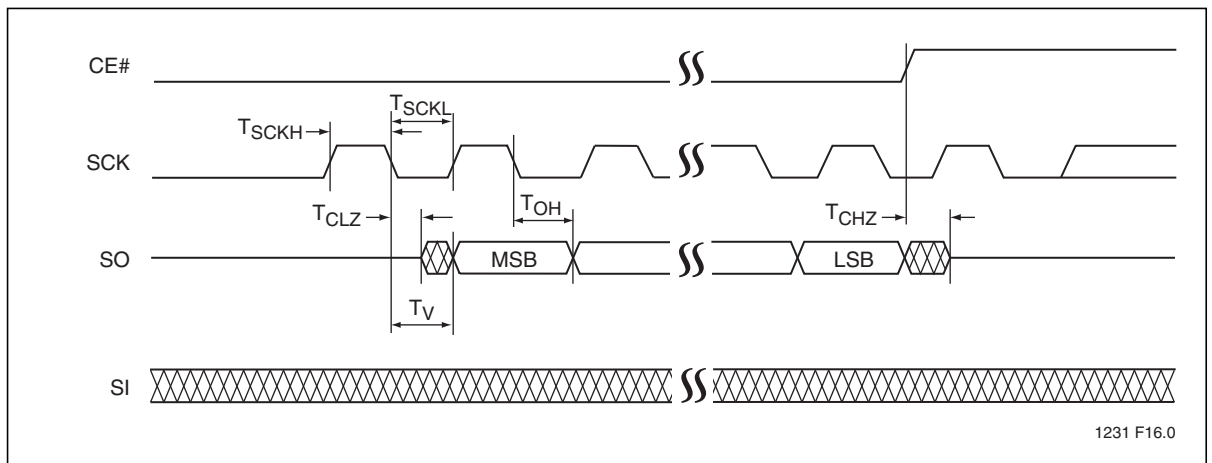 CE#
TSCKL
TSCKH
SCK
TOH
TCLZ
TCHZ
SO
MSB
LSB
TV
SI
1231 F16.0